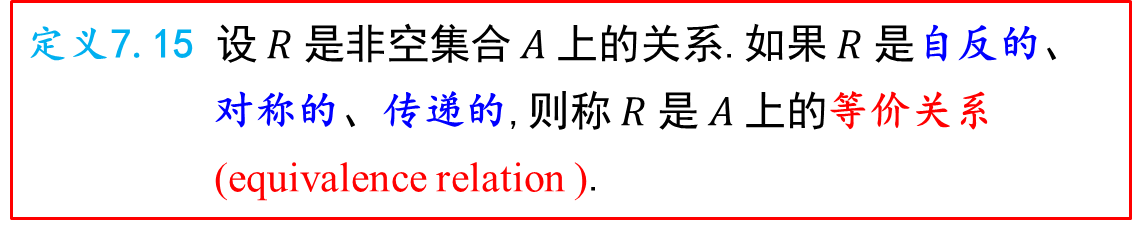 定义7.15 设 R 是非空集合 A 上的关系.如果 R 是自反的、
对称的、传递的,则称 R 是 A 上的等价关系
(equivalence relation ).